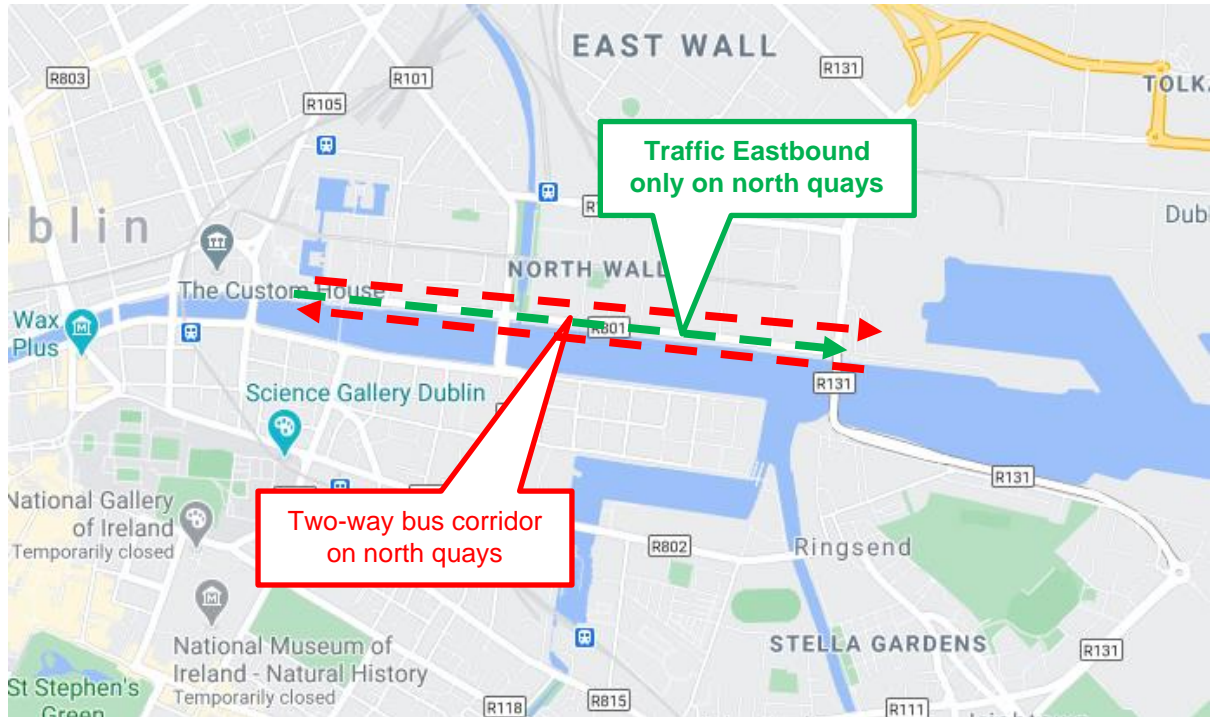 EAST WALL
R803
R101
R131
TOLK
R105
Traffic Eastbound
only on north quays
blin
Dubl
NORTH WALL
The Custom House
R801
Wax
Plus
R131
Science Gallery Dublin
R131
National Gallery
of Ireland
Temporarily closed
Two-way bus corridor
on north quays
R802
Ringsend
National Museum of
Ireland - Natural History
Temporarily closed
STELLA GARDENS
R131
St Stephen's
Green
R118
R815
R111